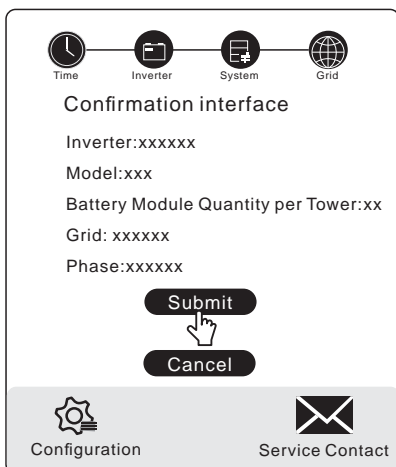 Time Inverter System Grid
Confirmation interface
Inverter:xxxxxx
Model:xxx
Battery Module Quantity per Tower:xx
Grid: xxxxxx
Phase:xxxxxx
Submit
Cancel
Configuration Service Contact